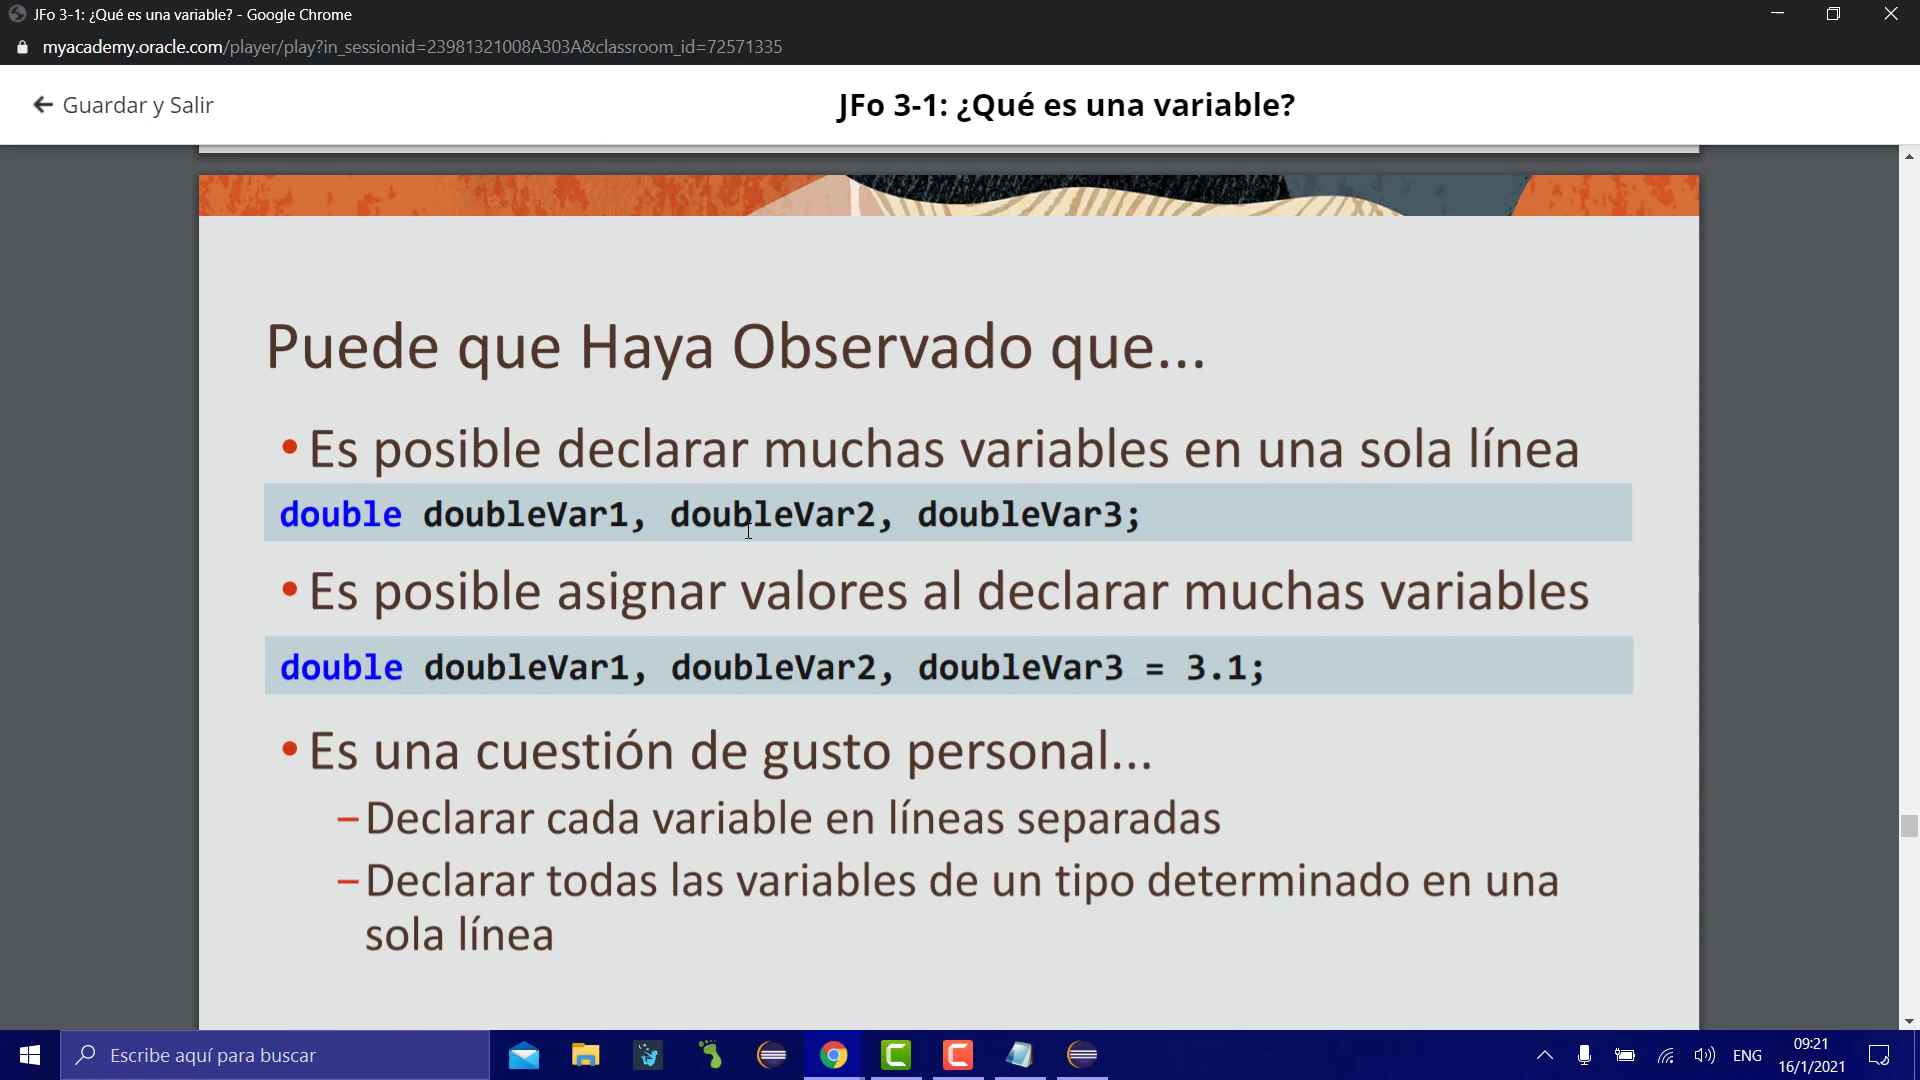 JFo 3-1: ¿Qué es una variable? - Google Chrome
myacademy.oracle.com/player/play?in_sessionid=23981321008A303A&classroom_id=72571335
← Guardar y Salir
JFo 3-1: ¿Qué es una variable?
Puede que Haya Observado que...
•Es posible declarar muchas variables en una sola línea
double doubleVar1, doubleVar2, doubleVar3;
•Es posible asignar valores al declarar muchas variables
double doubleVar1, doubleVar2, doubleVar3 = 3.1;
•Es una cuestión de gusto personal...
–Declarar cada variable en líneas separadas
–Declarar todas las variables de un tipo determinado en una
sola línea
Escribe aquí para buscar
ENG
09:21
16/1/2021